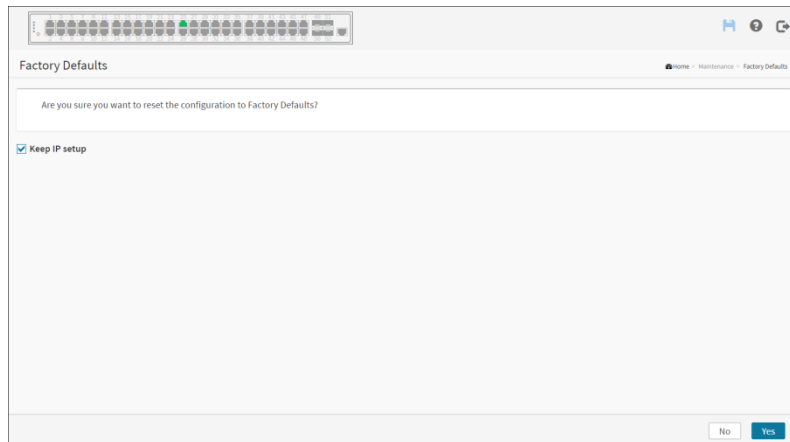 Factory Defaults
Home > Maintenance > Factory Defaults
Are you sure you want to reset the configuration to Factory Defaults?
Keep IP setup
No
Yes